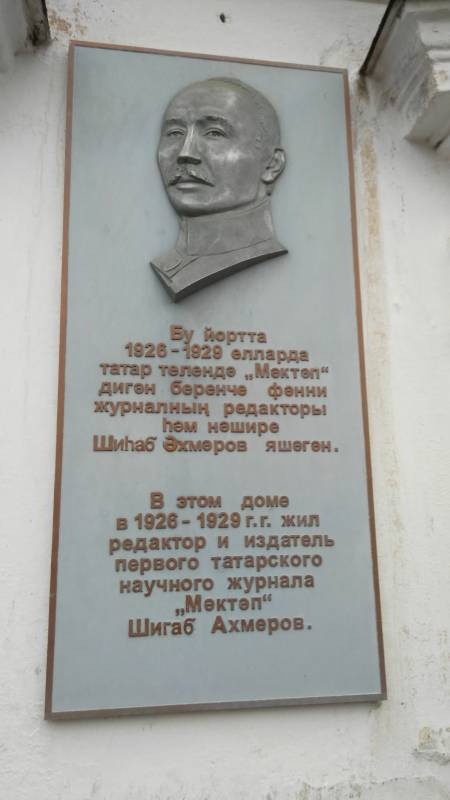 Бу йортта
1926-1929 елларда
татар телендә „Мәктәп“
дигән беренче фәнни
журналның редакторы
һәм нәшире
Шиһаб Әхмәров яшәгән.
В этом доме
в 1926-1929 г.г. жил
редактор и издатель
первого татарского
научного журнала
„Мәктәп“
Шигаб Ахмеров.